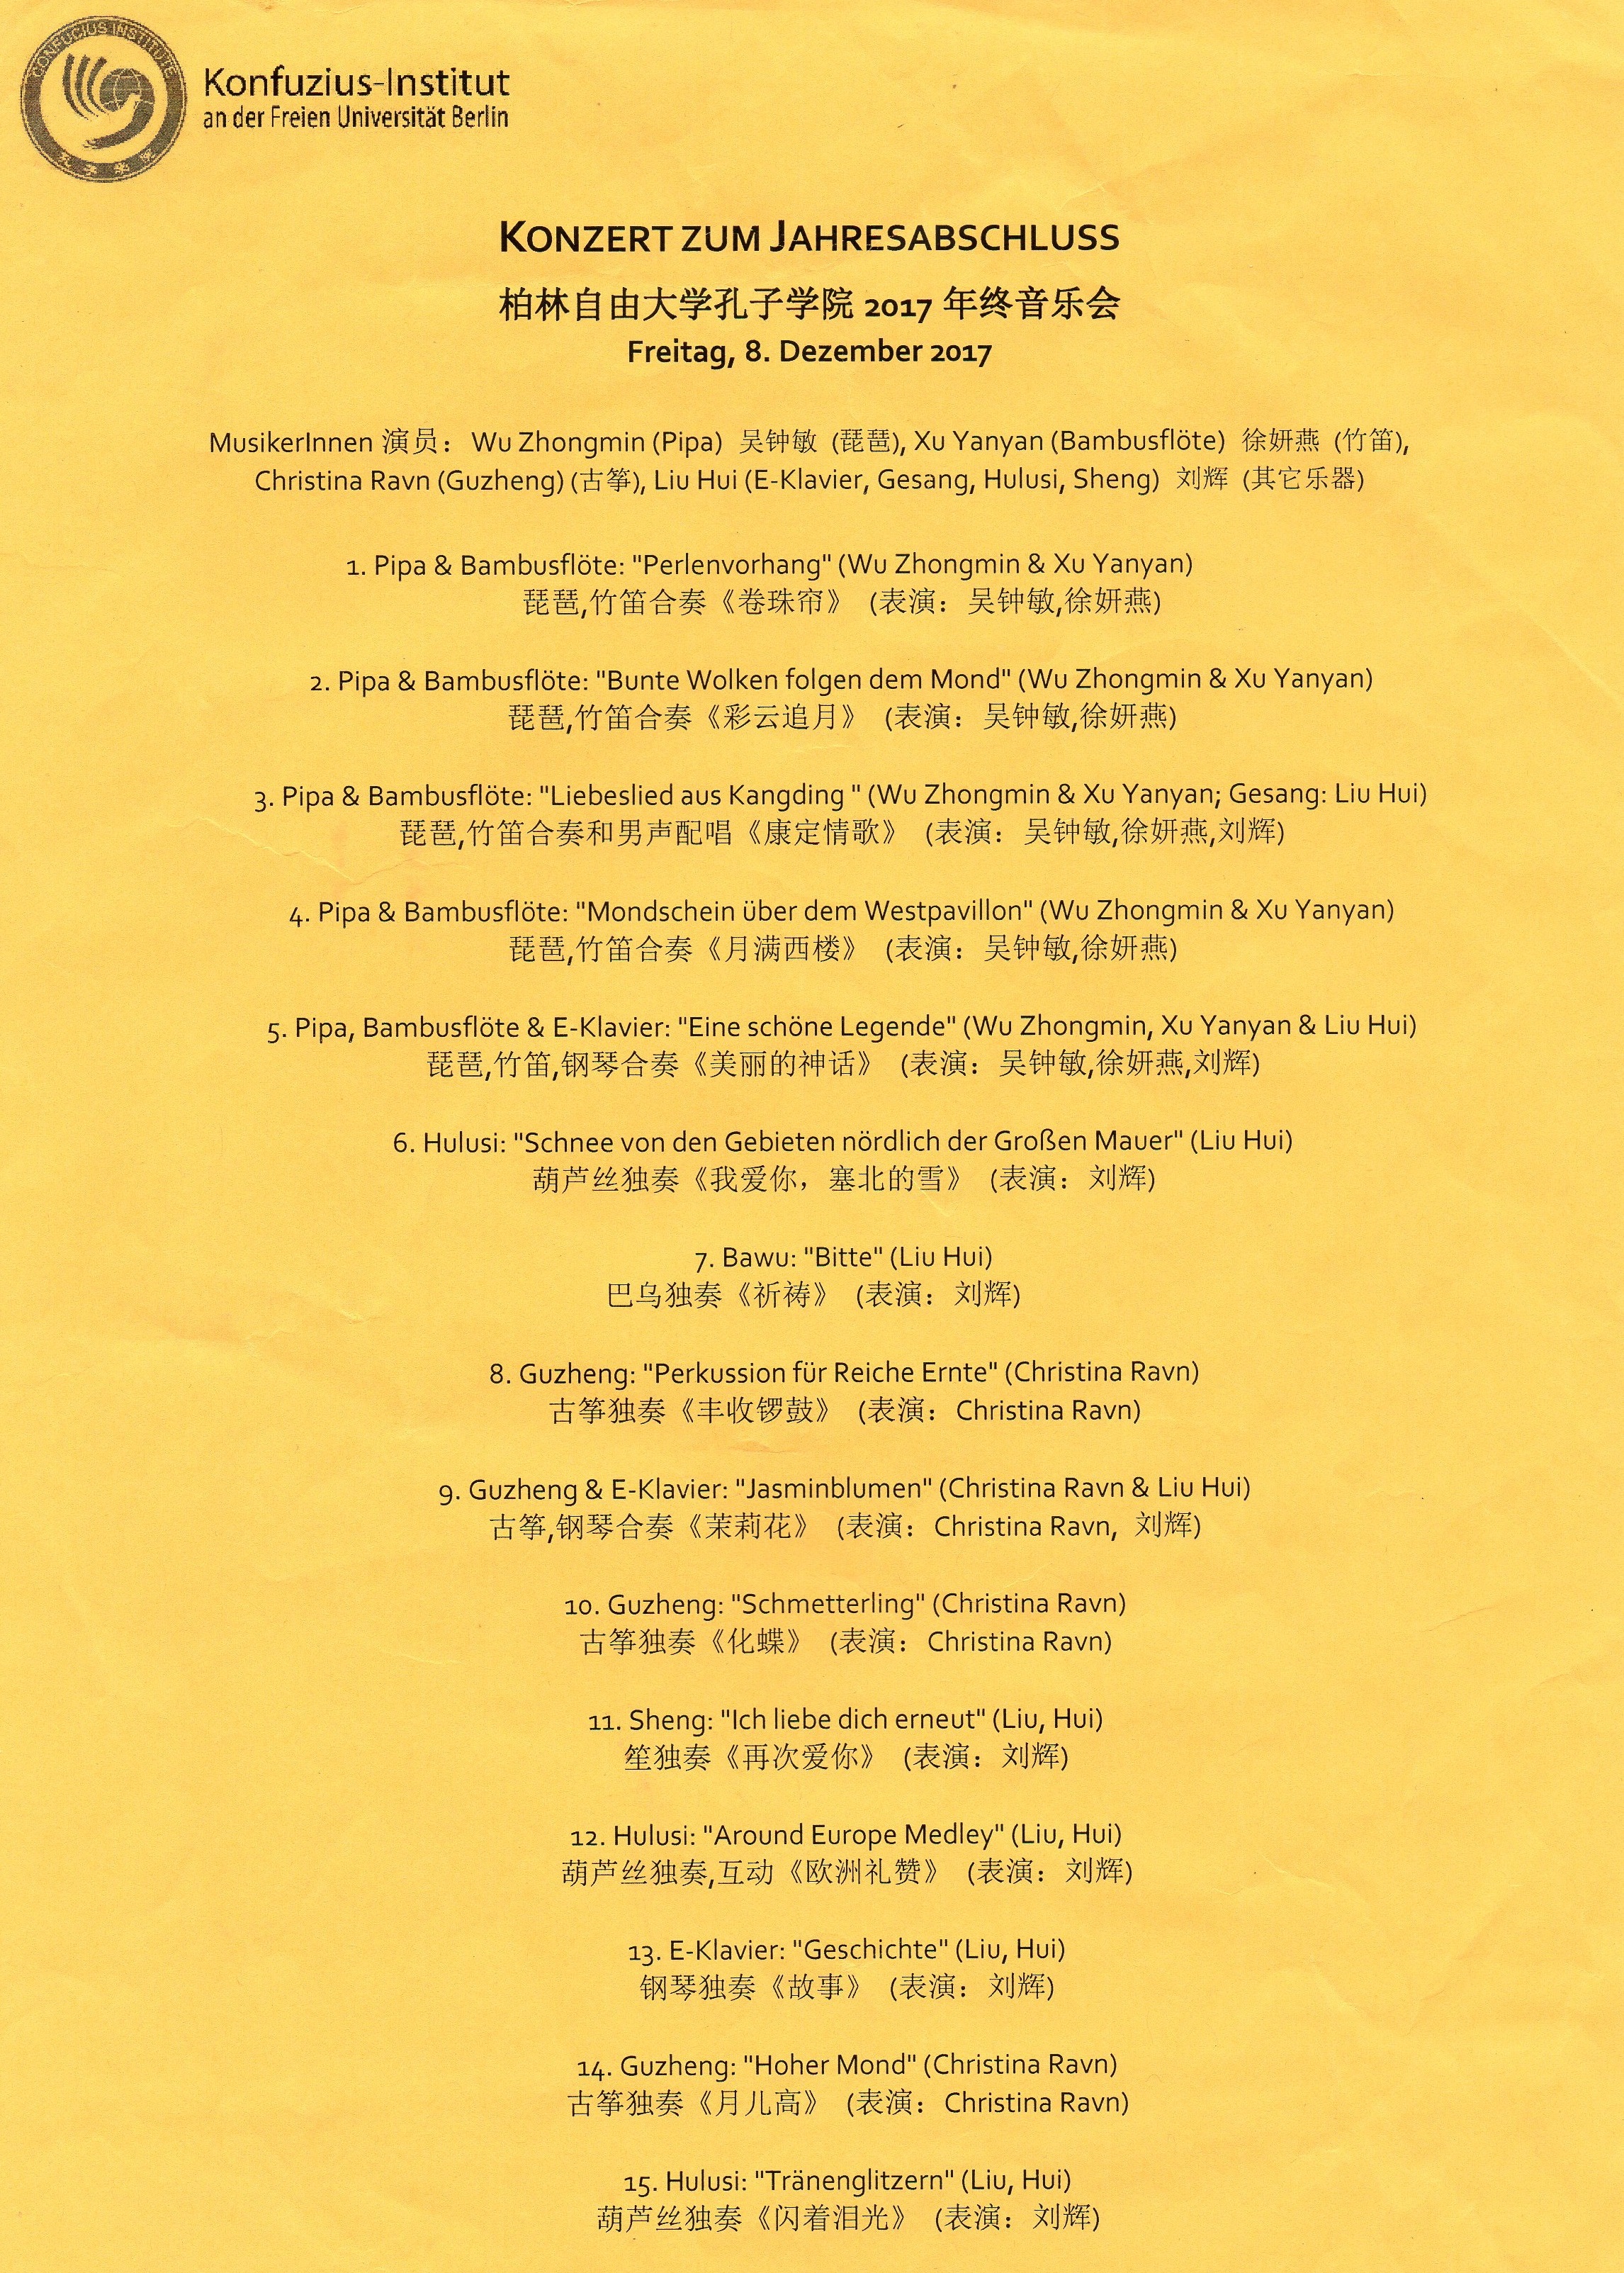 CONFUCIUS INSTITUTE
孔子学院
Konfuzius-Institut
an der Freien Universität Berlin
KONZERT ZUM JAHRESABSCHLUSS
柏林自由大学孔子学院 2017 年终音乐会
Freitag, 8. Dezember 2017
MusikerInnen 演员： Wu Zhongmin (Pipa) 吴钟敏 (琵琶), Xu Yanyan (Bambusflöte) 徐妍燕 (竹笛),
Christina Ravn (Guzheng) (古筝), Liu Hui (E-Klavier, Gesang, Hulusi, Sheng) 刘辉 (其它乐器)
1. Pipa & Bambusflöte: "Perlenvorhang" (Wu Zhongmin & Xu Yanyan)
琵琶,竹笛合奏《卷珠帘》 (表演： 吴钟敏,徐妍燕)
2. Pipa & Bambusflöte: "Bunte Wolken folgen dem Mond" (Wu Zhongmin & Xu Yanyan)
琵琶,竹笛合奏《彩云追月》 (表演： 吴钟敏,徐妍燕)
3. Pipa & Bambusflöte: "Liebeslied aus Kangding " (Wu Zhongmin & Xu Yanyan; Gesang: Liu Hui)
琵琶,竹笛合奏和男声配唱《康定情歌》 (表演： 吴钟敏,徐妍燕,刘辉)
4. Pipa & Bambusflöte: "Mondschein über dem Westpavillon" (Wu Zhongmin & Xu Yanyan)
琵琶,竹笛合奏《月满西楼》 (表演： 吴钟敏,徐妍燕)
5. Pipa, Bambusflöte & E-Klavier: "Eine schöne Legende" (Wu Zhongmin, Xu Yanyan & Liu Hui)
琵琶,竹笛,钢琴合奏《美丽的神话》 (表演： 吴钟敏,徐妍燕,刘辉)
6. Hulusi: "Schnee von den Gebieten nördlich der Großen Mauer" (Liu Hui)
葫芦丝独奏《我爱你，塞北的雪》 (表演： 刘辉)
7. Bawu: "Bitte" (Liu Hui)
巴乌独奏《祈祷》 (表演： 刘辉)
8. Guzheng: "Perkussion für Reiche Ernte" (Christina Ravn)
古筝独奏《丰收锣鼓》 (表演： Christina Ravn)
9. Guzheng & E-Klavier: "Jasminblumen" (Christina Ravn & Liu Hui)
古筝,钢琴合奏《茉莉花》 (表演： Christina Ravn, 刘辉)
10. Guzheng: "Schmetterling" (Christina Ravn)
古筝独奏《化蝶》 (表演： Christina Ravn)
11. Sheng: "Ich liebe dich erneut" (Liu, Hui)
笙独奏《再次爱你》 (表演： 刘辉)
12. Hulusi: "Around Europe Medley" (Liu, Hui)
葫芦丝独奏,互动《欧洲礼赞》 (表演： 刘辉)
13. E-Klavier: "Geschichte" (Liu, Hui)
钢琴独奏《故事》 (表演： 刘辉)
14. Guzheng: "Hoher Mond" (Christina Ravn)
古筝独奏《月儿高》 (表演： Christina Ravn)
15. Hulusi: "Tränenglitzern" (Liu, Hui)
葫芦丝独奏《闪着泪光》 (表演： 刘辉)